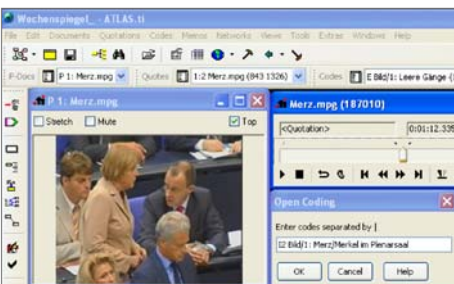 Wochenspiegel_ - ATLAS.ti
File Edit Documents Quotations Codes Memos Networks Views Tools Extras Windows Help
P-Docs P 1: Merz.mpg Quotes 1:2 Merz.mpg (843 1326) Codes E Bild/1: Leere Gänge
P 1: Merz.mpg
Stretch Mute Top
Merz.mpg (187010)
<Quotation> 0:01:12.335
Open Coding
Enter codes separated by |
Bild/1: Merz/Merkel im Plenarsaal
OK Cancel Help